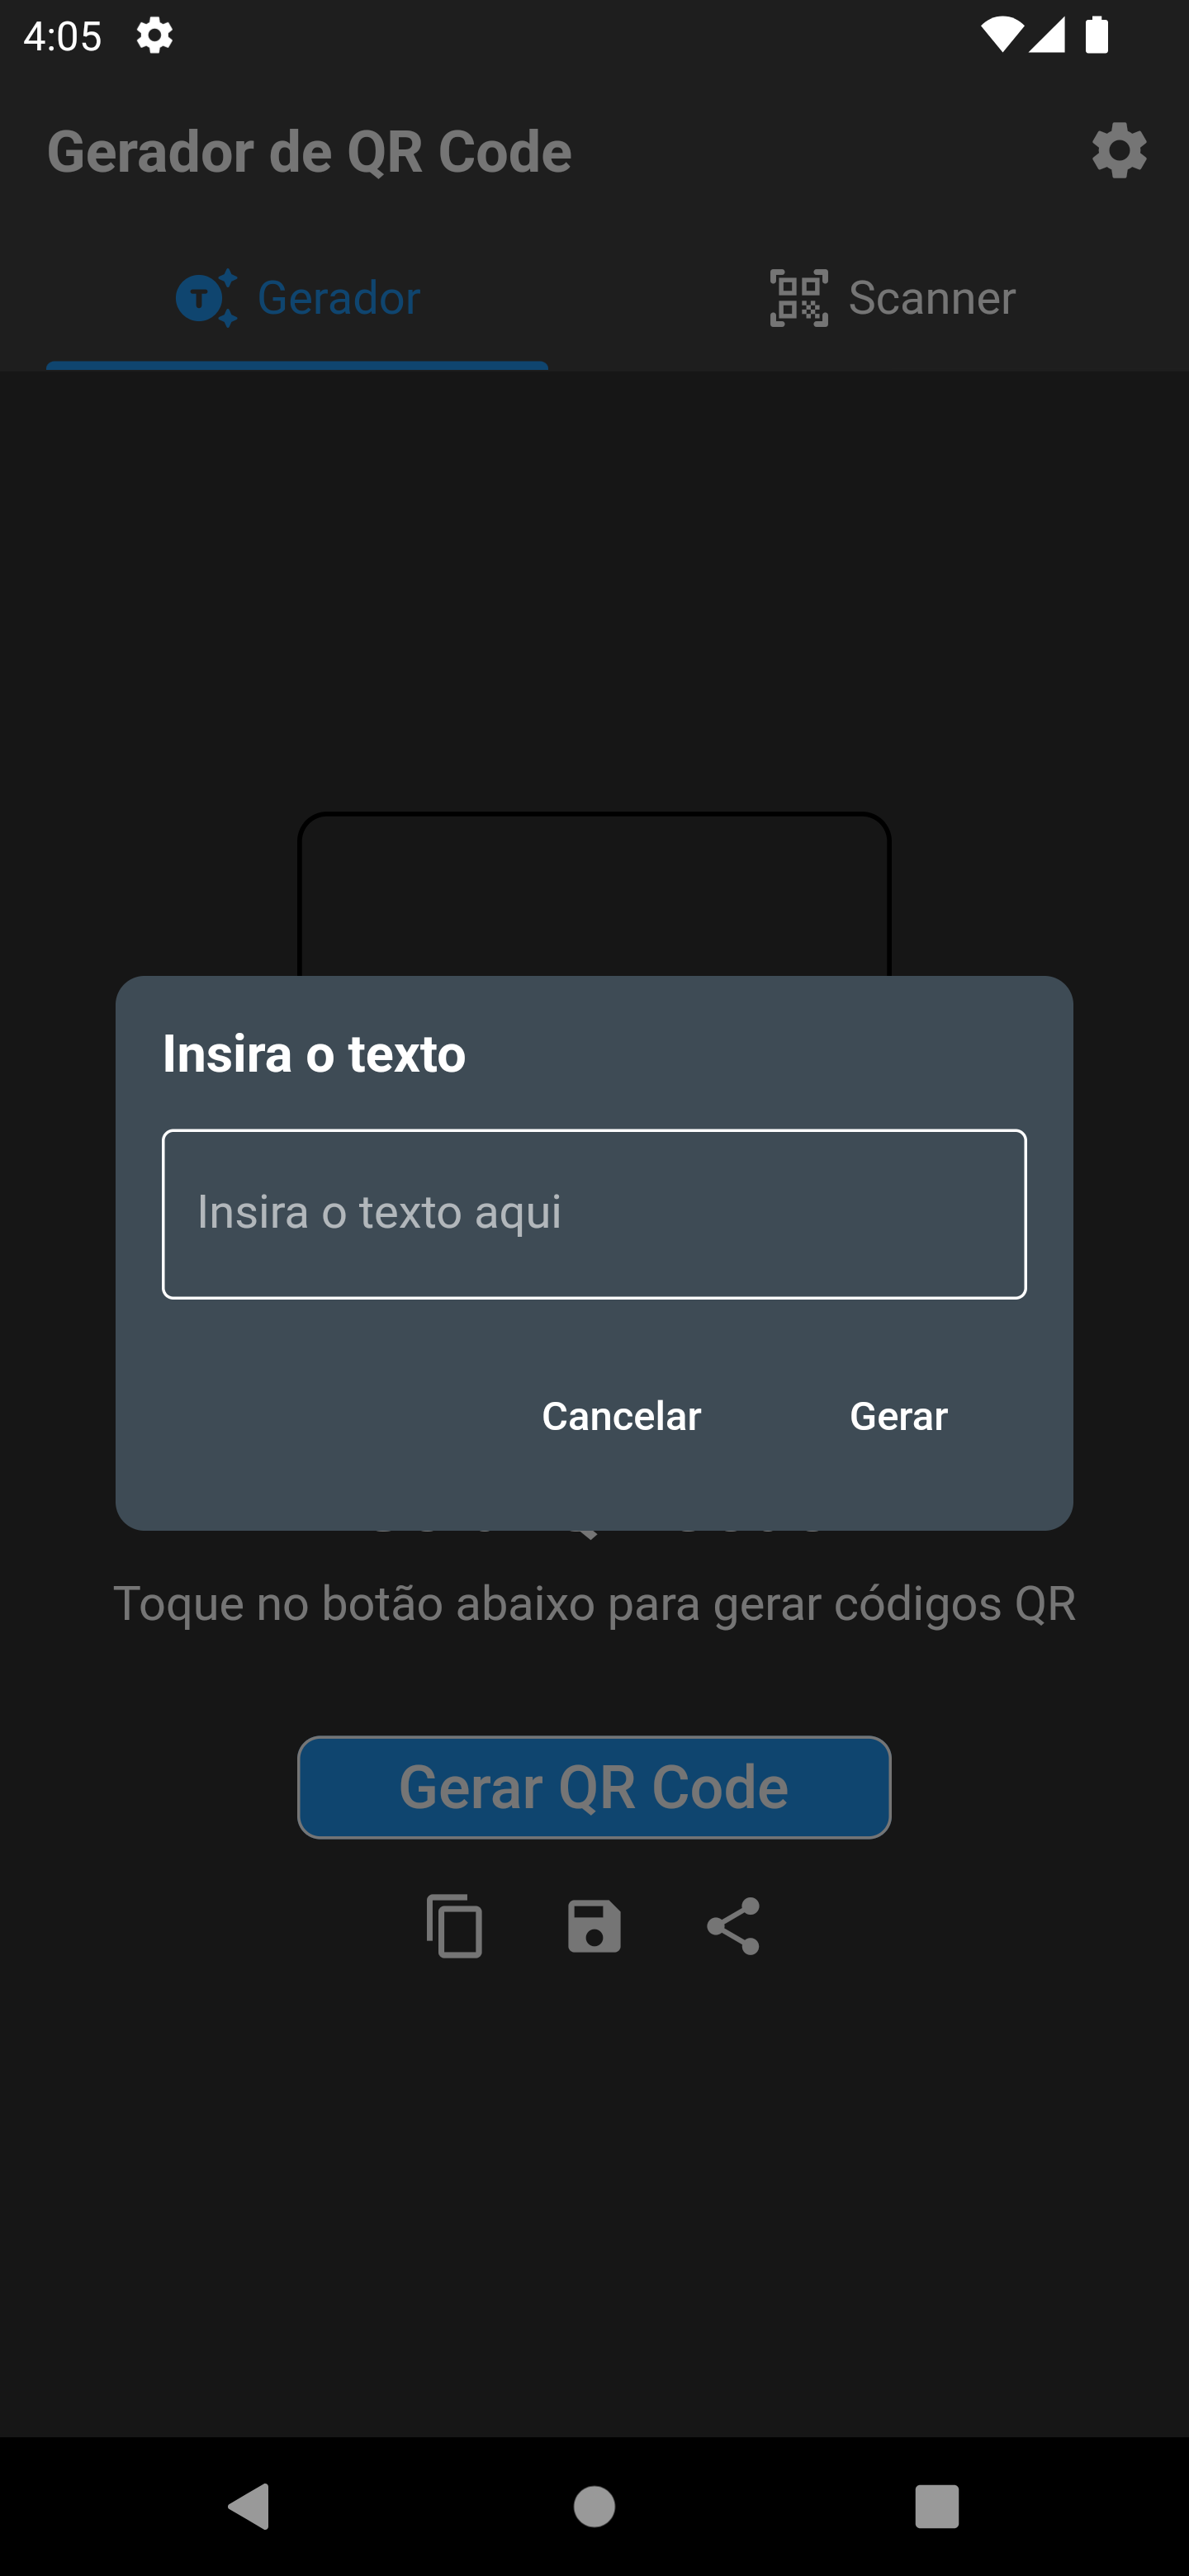 4:05
Gerador de QR Code
Gerador
Scanner
Insira o texto
Insira o texto aqui
Cancelar
Gerar
Toque no botão abaixo para gerar códigos QR
Gerar QR Code